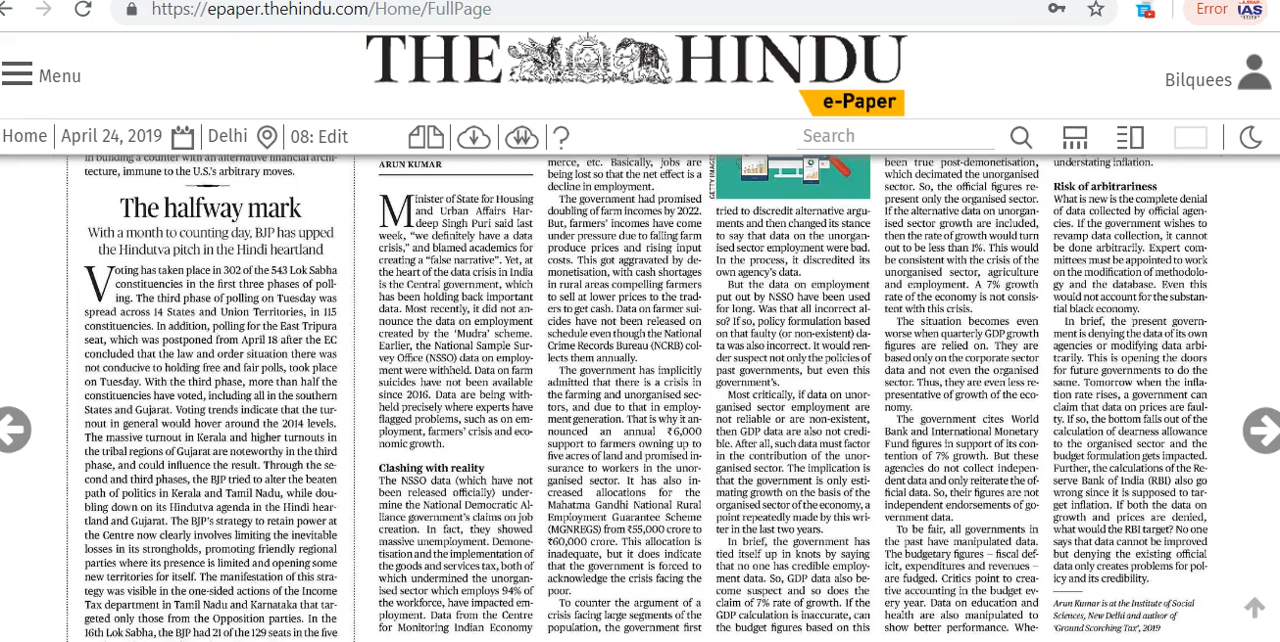 https://epaper.thehindu.com/Home/FullPage
Error
IAS
THE HINDU
e-Paper
Menu
Bilquees
Home
April 24, 2019
Delhi
08: Edit
Search
in building a counter with an alternative financial archi-
tecture, immune to the U.S.'s arbitrary moves.
The halfway mark
With a month to counting day, BJP has upped
the Hindutva pitch in the Hindi heartland
Voting has taken place in 302 of the 543 Lok Sabha
constituencies in the first three phases of poll-
ing. The third phase of polling on Tuesday was
spread across 14 States and Union Territories, in 115
constituencies. In addition, polling for the East Tripura
seat, which was postponed from April 18 after the EC
concluded that the law and order situation there was
not conducive to holding free and fair polls, took place
on Tuesday. With the third phase, more than half the
constituencies have voted, including all in the southern
States and Gujarat. Voting trends indicate that the tur-
nout in general would hover around the 2014 levels.
The massive turnout in Kerala and higher turnouts in
the tribal regions of Gujarat are noteworthy in the third
phase, and could influence the result. Through the se-
cond and third phases, the BJP tried to alter the beaten
path of politics in Kerala and Tamil Nadu, while dou-
bling down on its Hindutva agenda in the Hindi hear-
tland and Gujarat. The BJP's strategy to retain power at
the Centre now clearly involves limiting the inevitable
losses in its strongholds, promoting friendly regional
parties where its presence is limited and opening some
new territories for itself. The manifestation of this stra-
tegy was visible in the one-sided actions of the Income
Tax department in Tamil Nadu and Karnataka that tar-
geted only those from the Opposition parties. In the
16th Lok Sabha, the BJP had 21 of the 129 seats in the five
ARUN KUMAR
Minister of State for Housing
and Urban Affairs Har-
deep Singh Puri said last
week, “we definitely have a data
crisis,” and blamed academics for
creating a “false narrative”. Yet, at
the heart of the data crisis in India
is the Central government, which
has been holding back important
data. Most recently, it did not an-
nounce the data on employment
created by the ‘Mudra’ scheme.
Earlier, the National Sample Sur-
vey Office (NSSO) data on employ-
ment were withheld. Data on farm
suicides have not been available
since 2016. Data are being with-
held precisely where experts have
flagged problems, such as on em-
ployment, farmers’ crisis and eco-
nomic growth.
Clashing with reality
The NSSO data (which have not
been released officially) under-
mine the National Democratic Al-
liance government’s claims on job
creation. In fact, they showed
massive unemployment. Demone-
tisation and the implementation of
the goods and services tax, both of
which undermined the unorgan-
ised sector which employs 94% of
the workforce, have impacted em-
ployment. Data from the Centre
for Monitoring Indian Economy
merce, etc. Basically, jobs are
being lost so that the net effect is a
decline in employment.
The government had promised
doubling of farm incomes by 2022.
But, farmers’ incomes have come
under pressure due to falling farm
produce prices and rising input
costs. This got aggravated by de-
monetisation, with cash shortages
in rural areas compelling farmers
to sell at lower prices to the trad-
ers to get cash. Data on farmer sui-
cides have not been released on
schedule even though the National
Crime Records Bureau (NCRB) col-
lects them annually.
The government has implicitly
admitted that there is a crisis in
the farming and unorganised sec-
tors, and due to that in employ-
ment generation. That is why it an-
nounced an annual ₹6,000
support to farmers owning up to
five acres of land and promised in-
surance to workers in the unor-
ganised sector. It has also in-
creased allocations for the
Mahatma Gandhi National Rural
Employment Guarantee Scheme
(MGNREGS) from ₹55,000 crore to
₹60,000 crore. This allocation is
inadequate, but it does indicate
that the government is forced to
acknowledge the crisis facing the
poor.
To counter the argument of a
crisis facing large segments of the
population, the government first
GETTY IMAGES
tried to discredit alternative argu-
ments and then changed its stance
to say that data on the unorgan-
ised sector employment were bad.
In the process, it discredited its
own agency’s data.
But the data on employment
put out by NSSO have been used
for long. Was that all incorrect al-
so? If so, policy formulation based
on that faulty (or non-existent) da-
ta was also incorrect. It would ren-
der suspect not only the policies of
past governments, but even this
government’s.
Most critically, if data on unor-
ganised sector employment are
not reliable or are non-existent,
then GDP data are also not cred-
ible. After all, such data must factor
in the contribution of the unor-
ganised sector. The implication is
that the government is only esti-
mating growth on the basis of the
organised sector of the economy, a
point repeatedly made by this wri-
ter in the last two years.
In brief, the government has
tied itself up in knots by saying
that no one has credible employ-
ment data. So, GDP data also be-
come suspect and so does the
claim of 7% rate of growth. If the
GDP calculation is inaccurate, can
the budget figures based on this
been true post-demonetisation,
which decimated the unorganised
sector. So, the official figures re-
present only the organised sector.
If the alternative data on unorgan-
ised sector growth are included,
then the rate of growth would turn
out to be less than 1%. This would
be consistent with the crisis of the
unorganised sector, agriculture
and employment. A 7% growth
rate of the economy is not consis-
tent with this crisis.
The situation becomes even
worse when quarterly GDP growth
figures are relied on. They are
based only on the corporate sector
data and not even the organised
sector. Thus, they are even less re-
presentative of growth of the eco-
nomy.
The government cites World
Bank and International Monetary
Fund figures in support of its con-
tention of 7% growth. But these
agencies do not collect indepen-
dent data and only reiterate the of-
ficial data. So, their figures are not
independent endorsements of go-
vernment data.
To be fair, all governments in
the past have manipulated data.
The budgetary figures – fiscal def-
icit, expenditures and revenues –
are fudged. Critics point to crea-
tive accounting in the budget ev-
ery year. Data on education and
health are also manipulated to
show better performance. Whe-
understating inflation.
Risk of arbitrariness
What is new is the complete denial
of data collected by official agen-
cies. If the government wishes to
revamp data collection, it cannot
be done arbitrarily. Expert com-
mittees must be appointed to work
on the modification of methodolo-
gy and the database. Even this
would not account for the substan-
tial black economy.
In brief, the present govern-
ment is denying the data of its own
agencies or modifying data arbi-
trarily. This is opening the doors
for future governments to do the
same. Tomorrow when the infla-
tion rate rises, a government can
claim that data on prices are faul-
ty. If so, the bottom falls out of the
calculation of dearness allowance
to the organised sector and the
budget formulation gets impacted.
Further, the calculations of the Re-
serve Bank of India (RBI) also go
wrong since it is supposed to tar-
get inflation. If both the data on
growth and prices are denied,
what would the RBI target? No one
says that data cannot be improved
but denying the existing official
data only creates problems for pol-
icy and its credibility.
Arun Kumar is at the Institute of Social
Sciences, New Delhi and author of
‘Ground Scorching Tax’, 2019